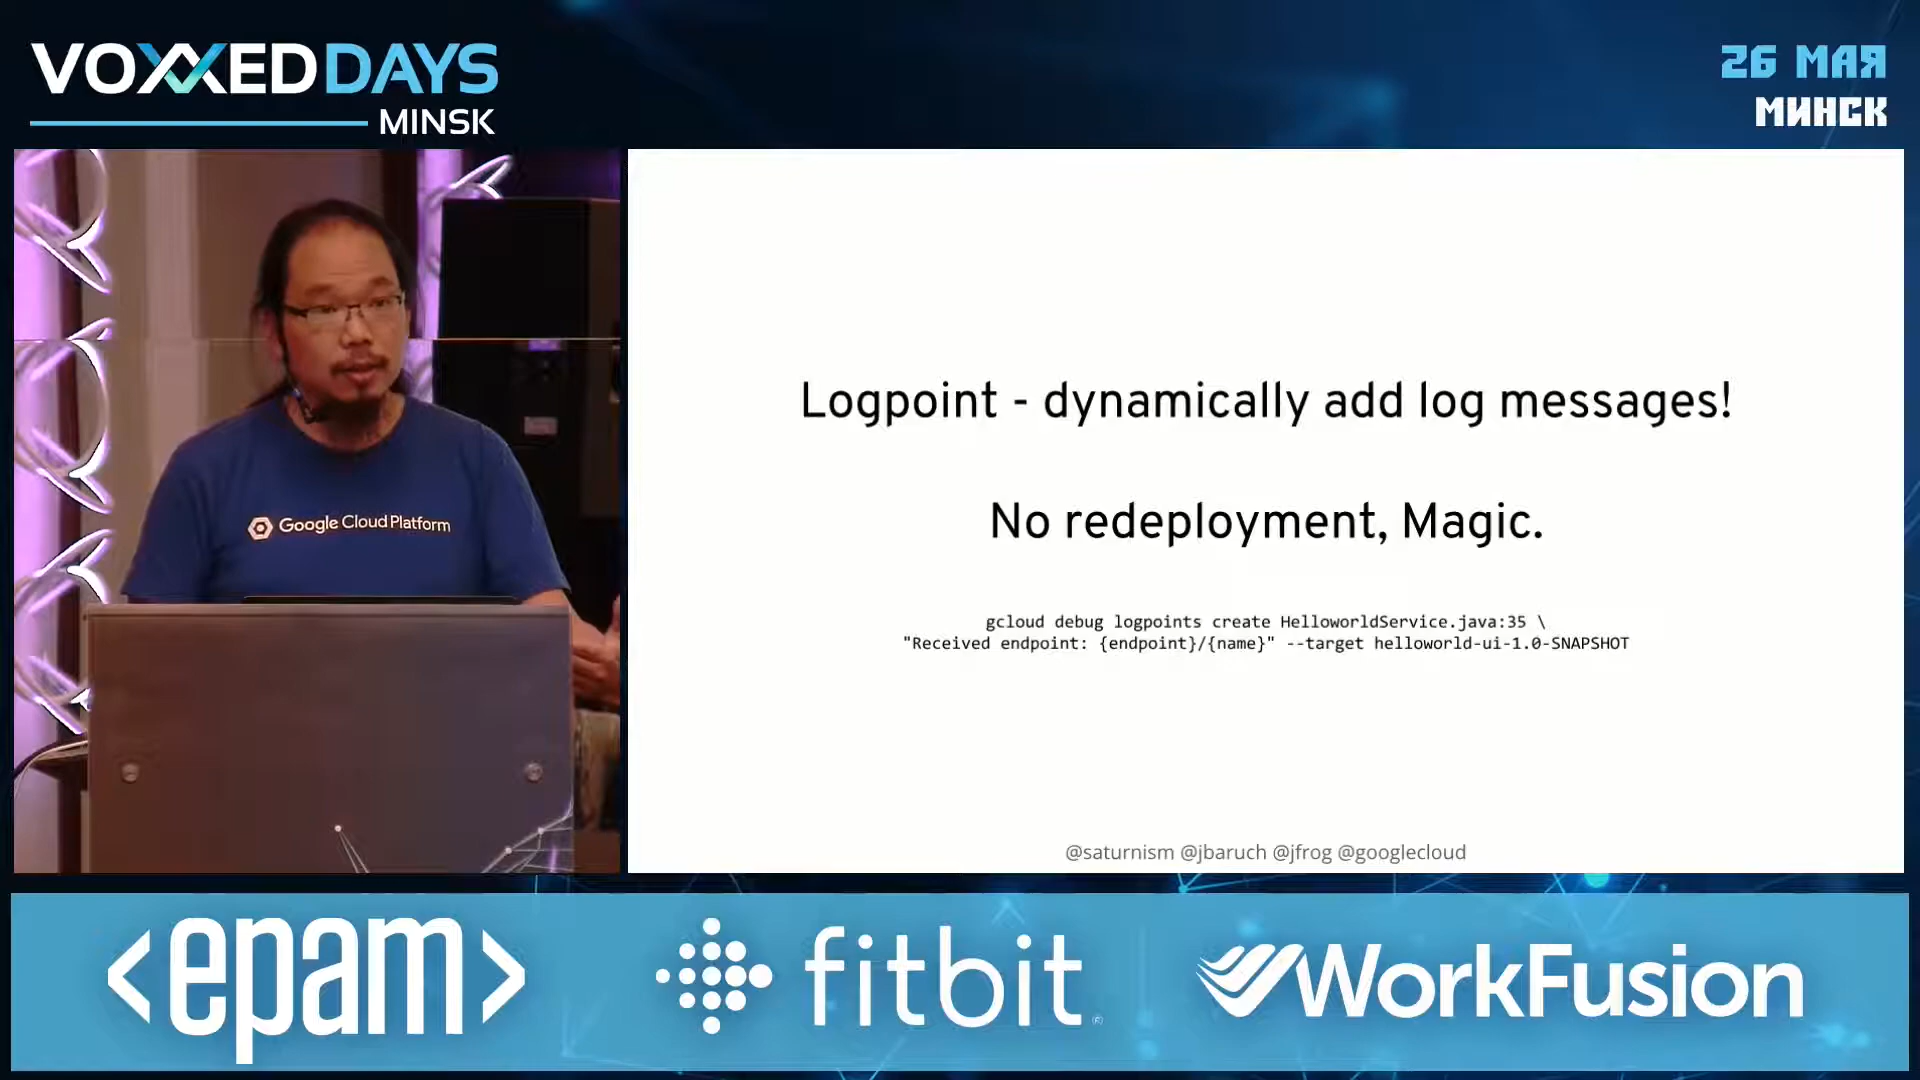 VOXXEDDAYS
MINSK
26 МАЯ
МИНСК
Google Cloud Platform
Logpoint - dynamically add log messages!
No redeployment, Magic.
gcloud debug logpoints create HelloworldService.java:35 \
"Received endpoint: {endpoint}/{name}" --target helloworld-ui-1.0-SNAPSHOT
@saturnism @jbaruch @jfrog @googlecloud
<epam>
fitbit®
WorkFusion